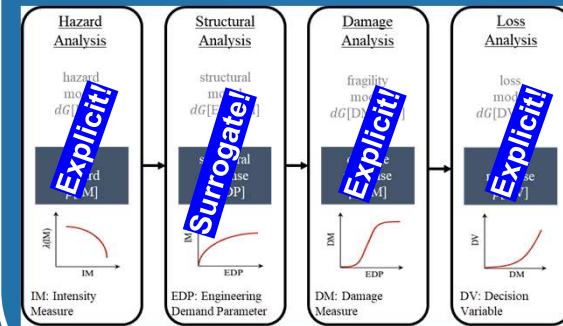 Hazard
Analysis
hazard
Explicit!
λ(IM)
IM
IM: Intensity
Measure
Structural
Analysis
structural
Surrogate!
IM
EDP
EDP: Engineering
Demand Parameter
Damage
Analysis
fragility
Explicit!
DM
EDP
DM: Damage
Measure
Loss
Analysis
loss
Explicit!
DV
DM
DV: Decision
Variable